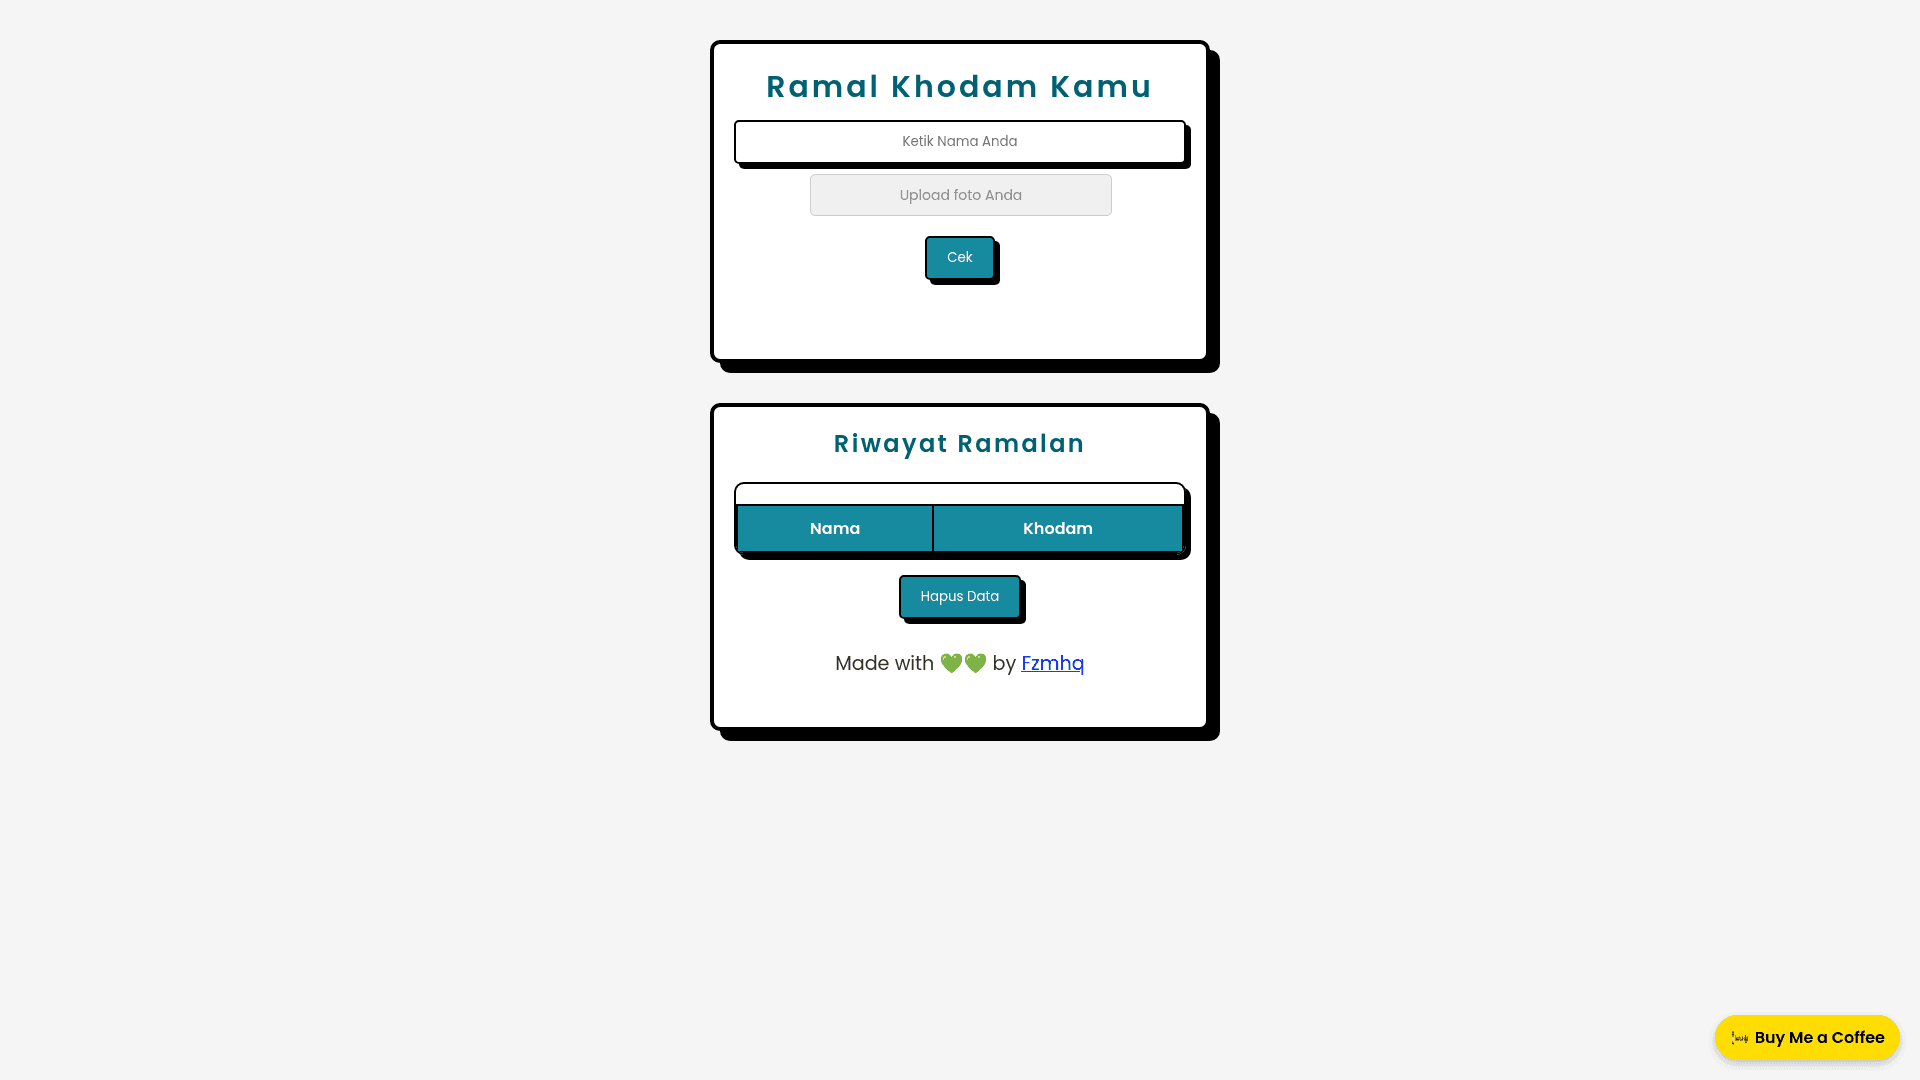 Ramal Khodam Kamu
Ketik Nama Anda
Upload foto Anda
Cek
Riwayat Ramalan
Nama Khodam
Hapus Data
Made with 💚💚 by Fzmhq
Buy Me a Coffee